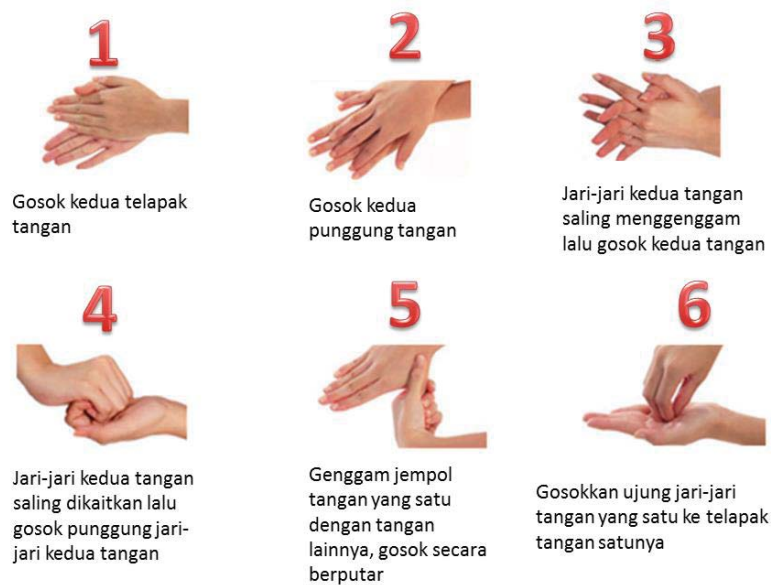 1
Gosok kedua telapak
tangan
2
Gosok kedua
punggung tangan
3
Jari-jari kedua tangan
saling menggenggam
lalu gosok kedua tangan
4
Jari-jari kedua tangan
saling dikaitkan lalu
gosok punggung jari-
jari kedua tangan
5
Genggam jempol
tangan yang satu
dengan tangan
lainnya, gosok secara
berputar
6
Gosokkan ujung jari-jari
tangan yang satu ke telapak
tangan satunya